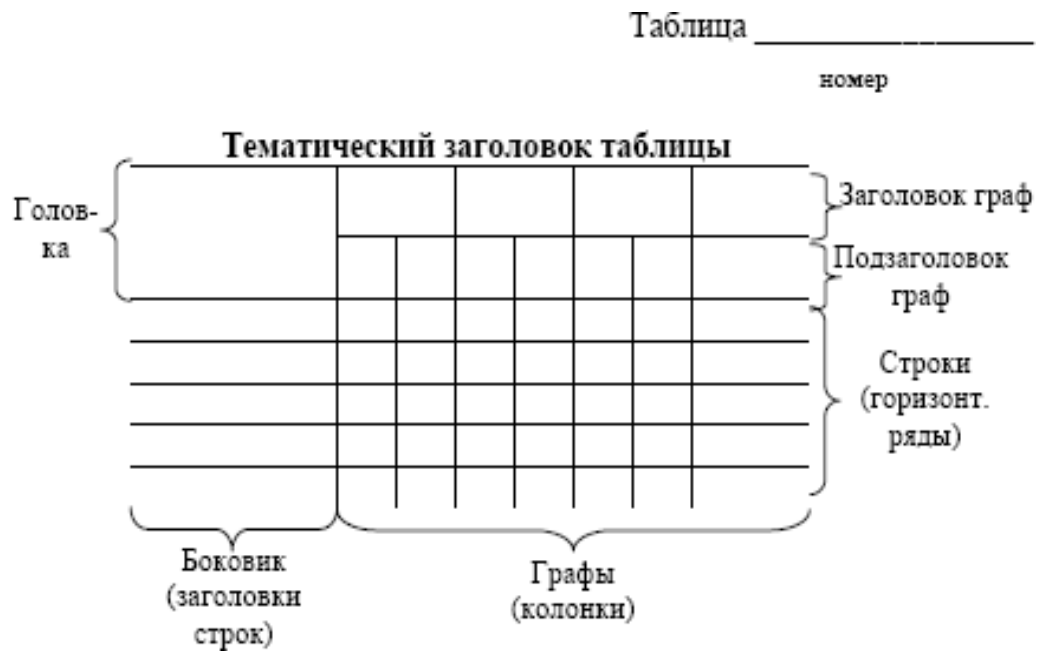 Таблица ____________________
номер
Тематический заголовок таблицы
Голов-
ка
Заголовок граф
Подзаголовок
граф
Строки
(горизонт.
ряды)
Боковик
(заголовки
строк)
Графы
(колонки)